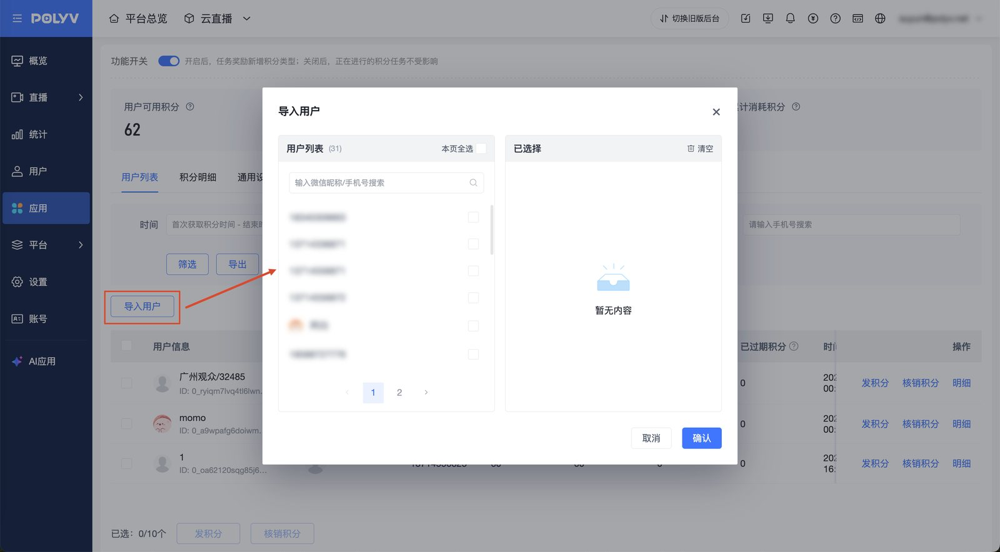 POLYV
平台总览
云直播
切换旧版后台
概览
直播
统计
用户
应用
平台
设置
账号
AI应用
功能开关
开启后，任务奖励新增积分类型；关闭后，正在进行的积分任务不受影响
用户可用积分
62
计消耗积分
用户列表
积分明细
通用设
时间
首次获取积分时间 - 结束时
请输入手机号搜索
筛选
导出
导入用户
用户信息
已过期积分
时间
操作
广州观众/32485
ID: 0_ryiqm7lvq4tl6lwn...
0
202
00:
发积分
核销积分
明细
momo
ID: 0_a9wpafg6doiwm...
0
202
00:
发积分
核销积分
明细
1
ID: 0_oa62120sqg85j6...
0
202
16:
发积分
核销积分
明细
已选：0/10个
发积分
核销积分
导入用户
用户列表 (31)
本页全选
输入微信昵称/手机号搜索
1
2
已选择
清空
暂无内容
取消
确认